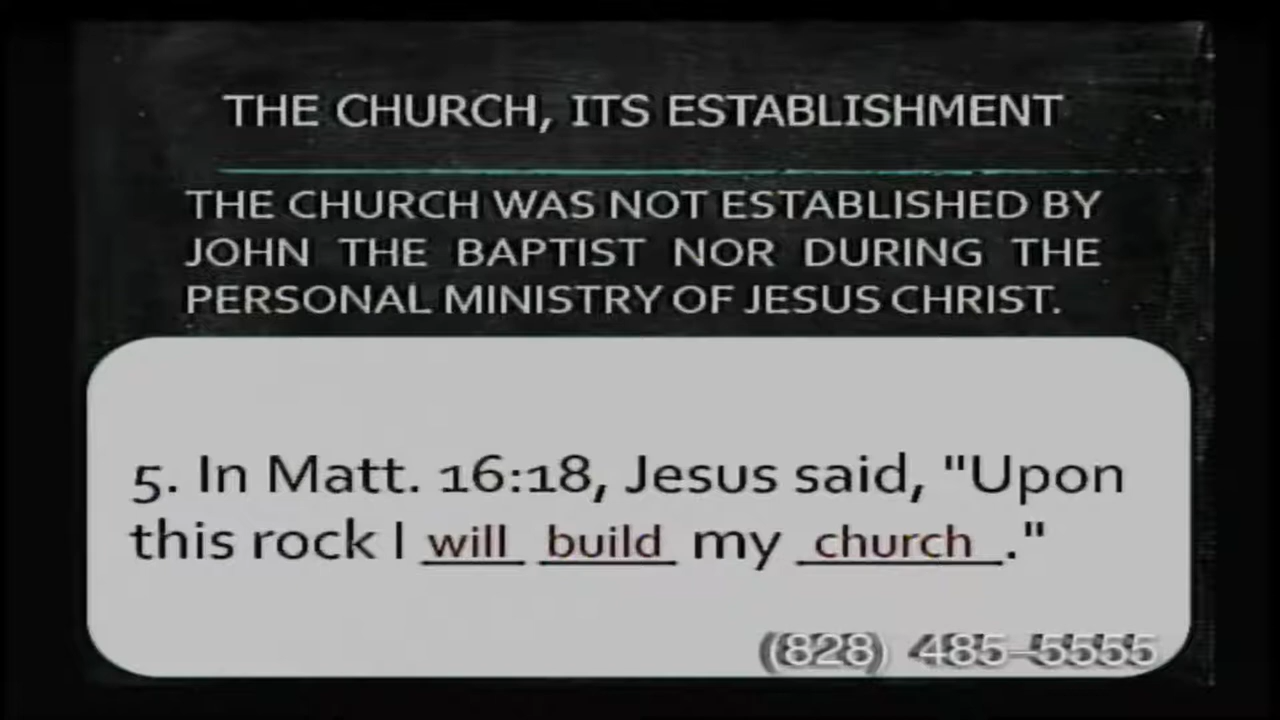 THE CHURCH, ITS ESTABLISHMENT
THE CHURCH WAS NOT ESTABLISHED BY
JOHN THE BAPTIST NOR DURING THE
PERSONAL MINISTRY OF JESUS CHRIST.
5. In Matt. 16:18, Jesus said, "Upon
this rock I will build my church."
(828) 485-5555